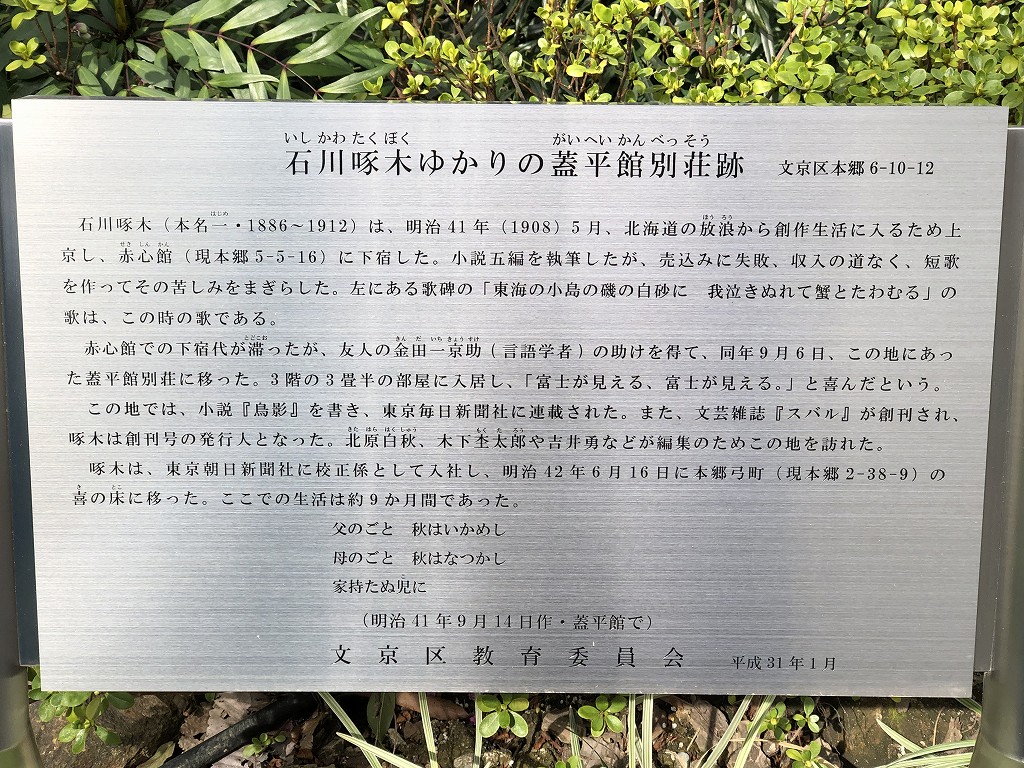 いしかわたくぼく がいへいかんべっそう
石川啄木ゆかりの蓋平館別荘跡 文京区本郷6-10-12
はじめ ほうろう
石川啄木（本名一・1886～1912）は、明治41年（1908）5月、北海道の放浪から創作生活に入るため上
せきしんかん
京し、赤心館（現本郷5-5-16）に下宿した。小説五編を執筆したが、売込みに失敗、収入の道なく、短歌
を作ってその苦しみをまぎらした。左にある歌碑の「東海の小島の磯の白砂に 我泣きぬれて蟹とたわむる」の
歌は、この時の歌である。
とどこお きんだいちきょうすけ
赤心館での下宿代が滞ったが、友人の金田一京助（言語学者）の助けを得て、同年9月6日、この地にあっ
た蓋平館別荘に移った。3階の3畳半の部屋に入居し、「富士が見える、富士が見える。」と喜んだという。
この地では、小説『鳥影』を書き、東京毎日新聞社に連載された。また、文芸雑誌『スバル』が創刊され、
きたはらはくしゅう もくたろう
啄木は創刊号の発行人となった。北原白秋、木下杢太郎や吉井勇などが編集のためこの地を訪れた。
啄木は、東京朝日新聞社に校正係として入社し、明治42年6月16日に本郷弓町（現本郷2-38-9）の
き とこ
喜の床に移った。ここでの生活は約9か月間であった。
父のごと 秋はいかめし
母のごと 秋はなつかし
こ
家持たぬ児に
（明治41年9月14日作・蓋平館で）
文京区教育委員会 平成31年1月